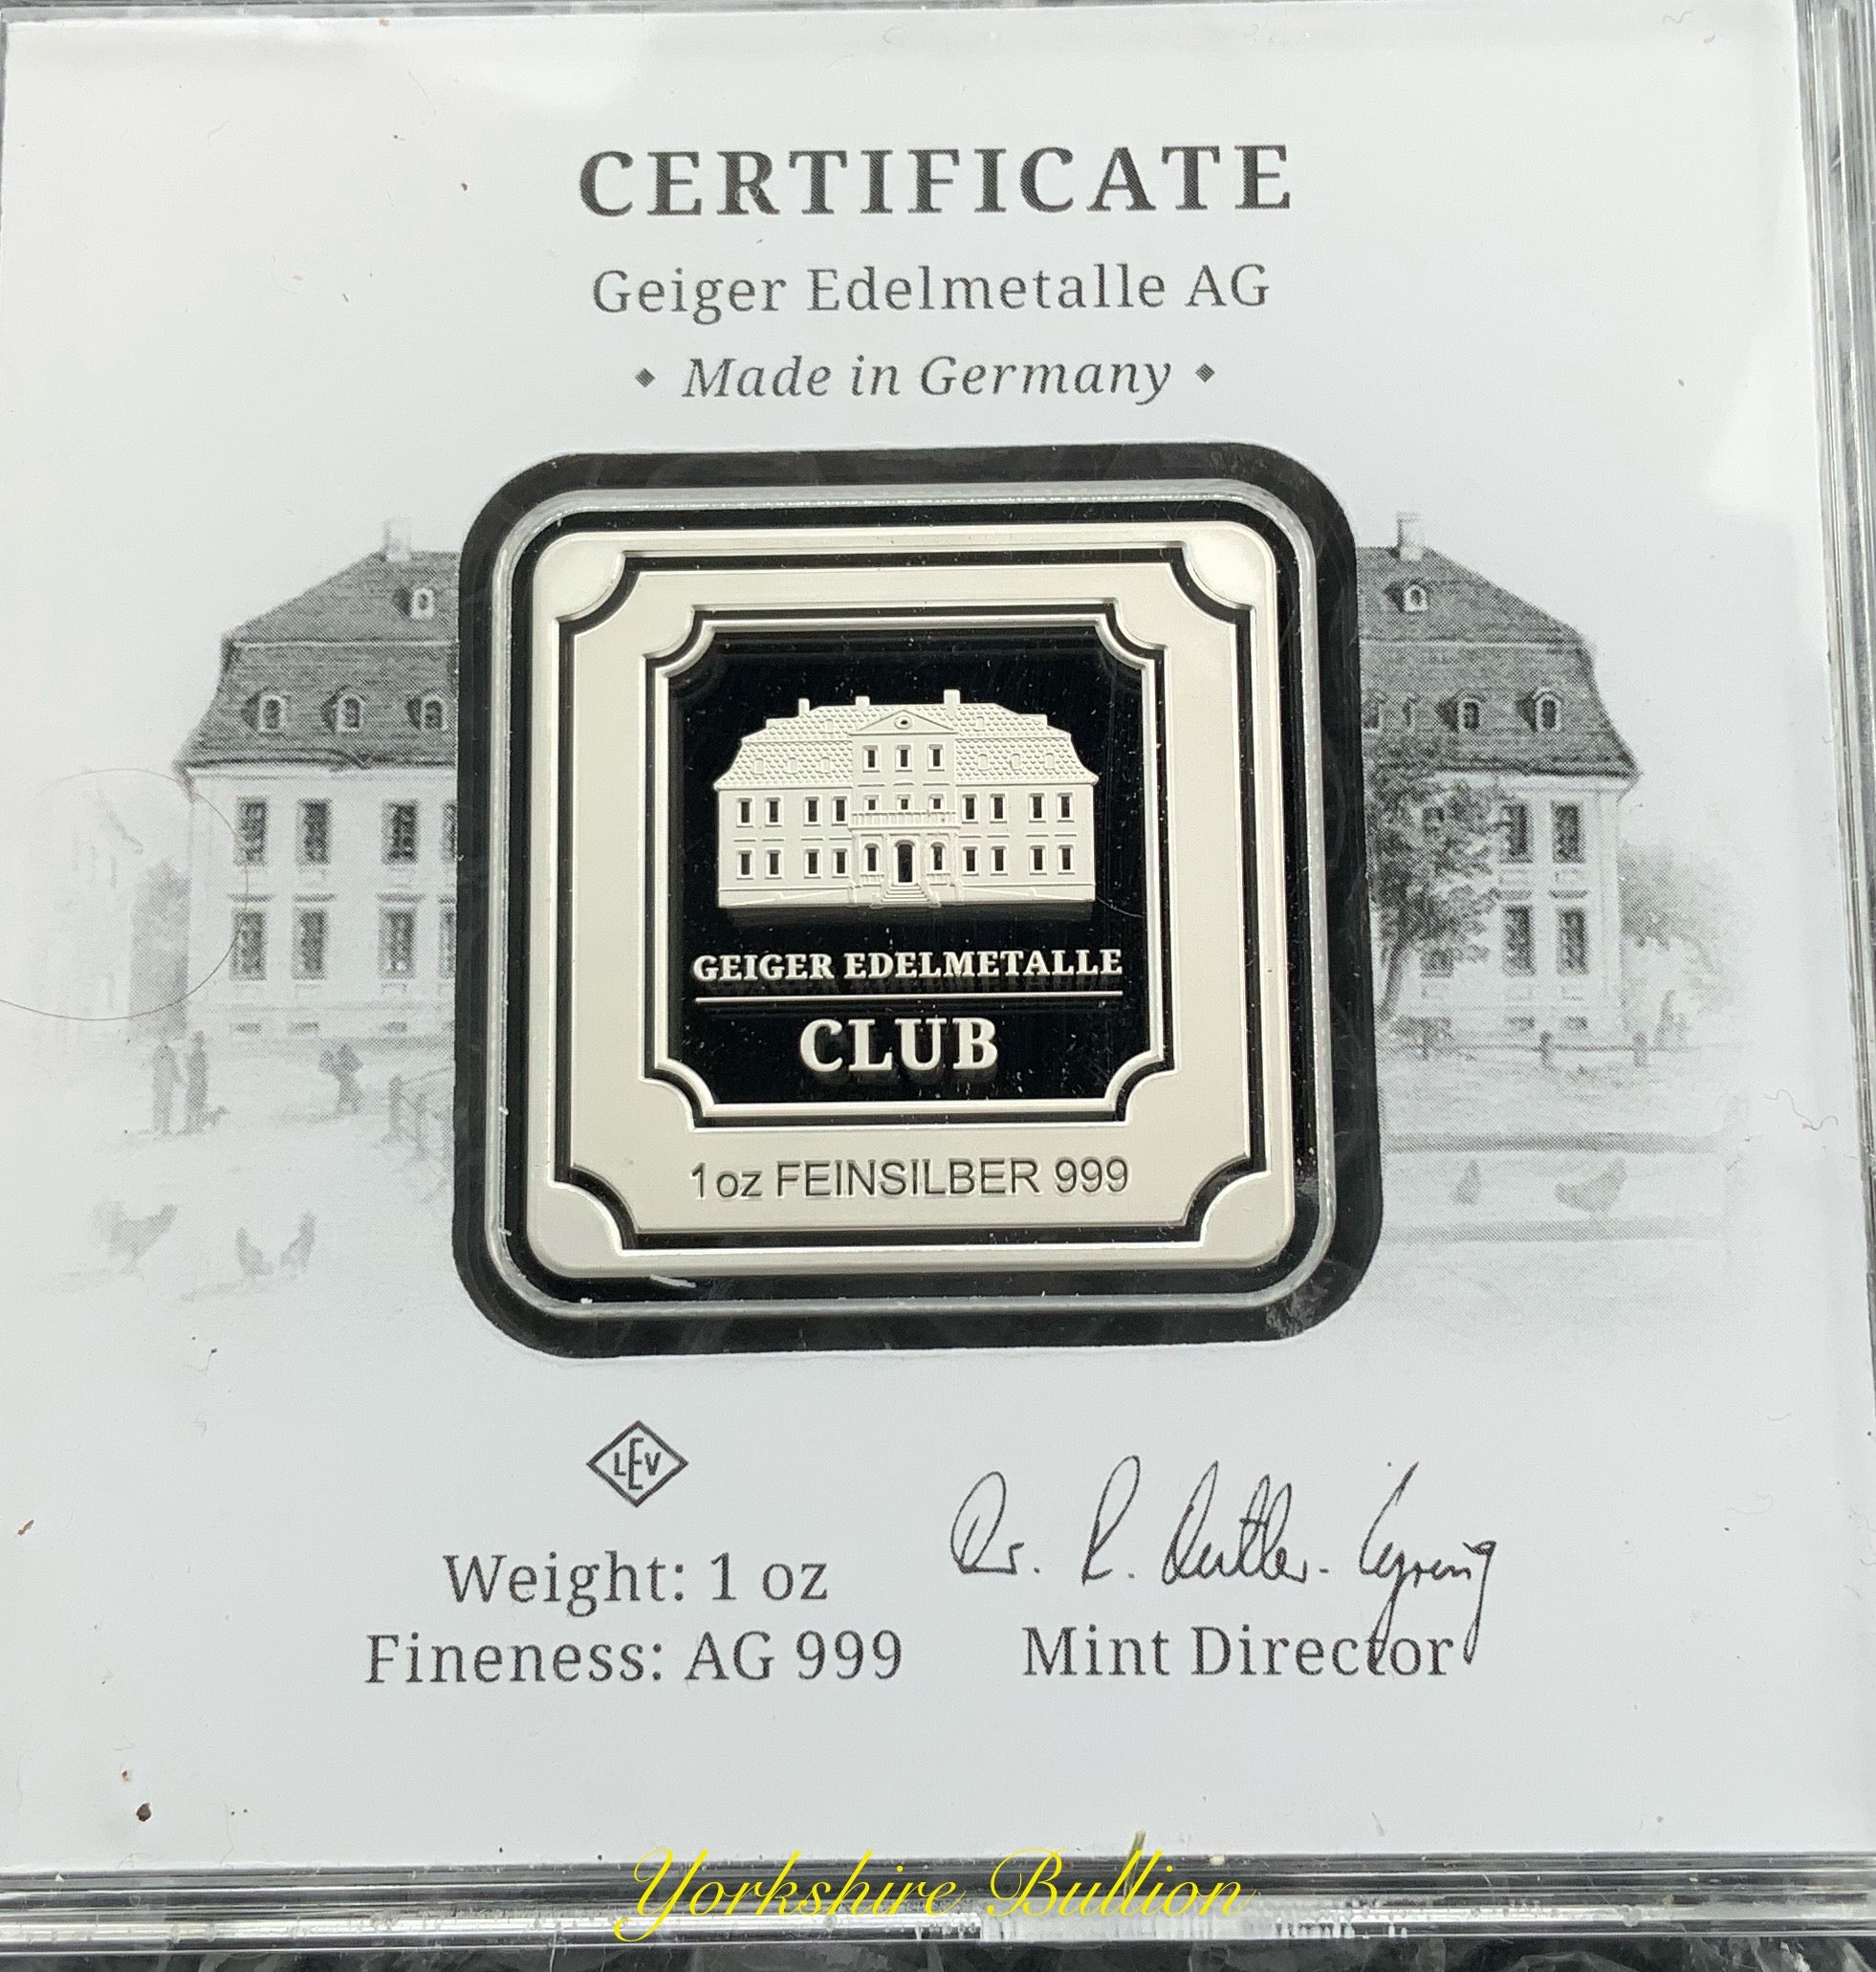 CERTIFICATE
Geiger Edelmetalle AG
Made in Germany
GEIGER EDELMETALLE
CLUB
1oz FEINSILBER 999
LEV
Weight: 1 oz
Fineness: AG 999
Dr. R.
Mint Director
Yorkshire Bullion